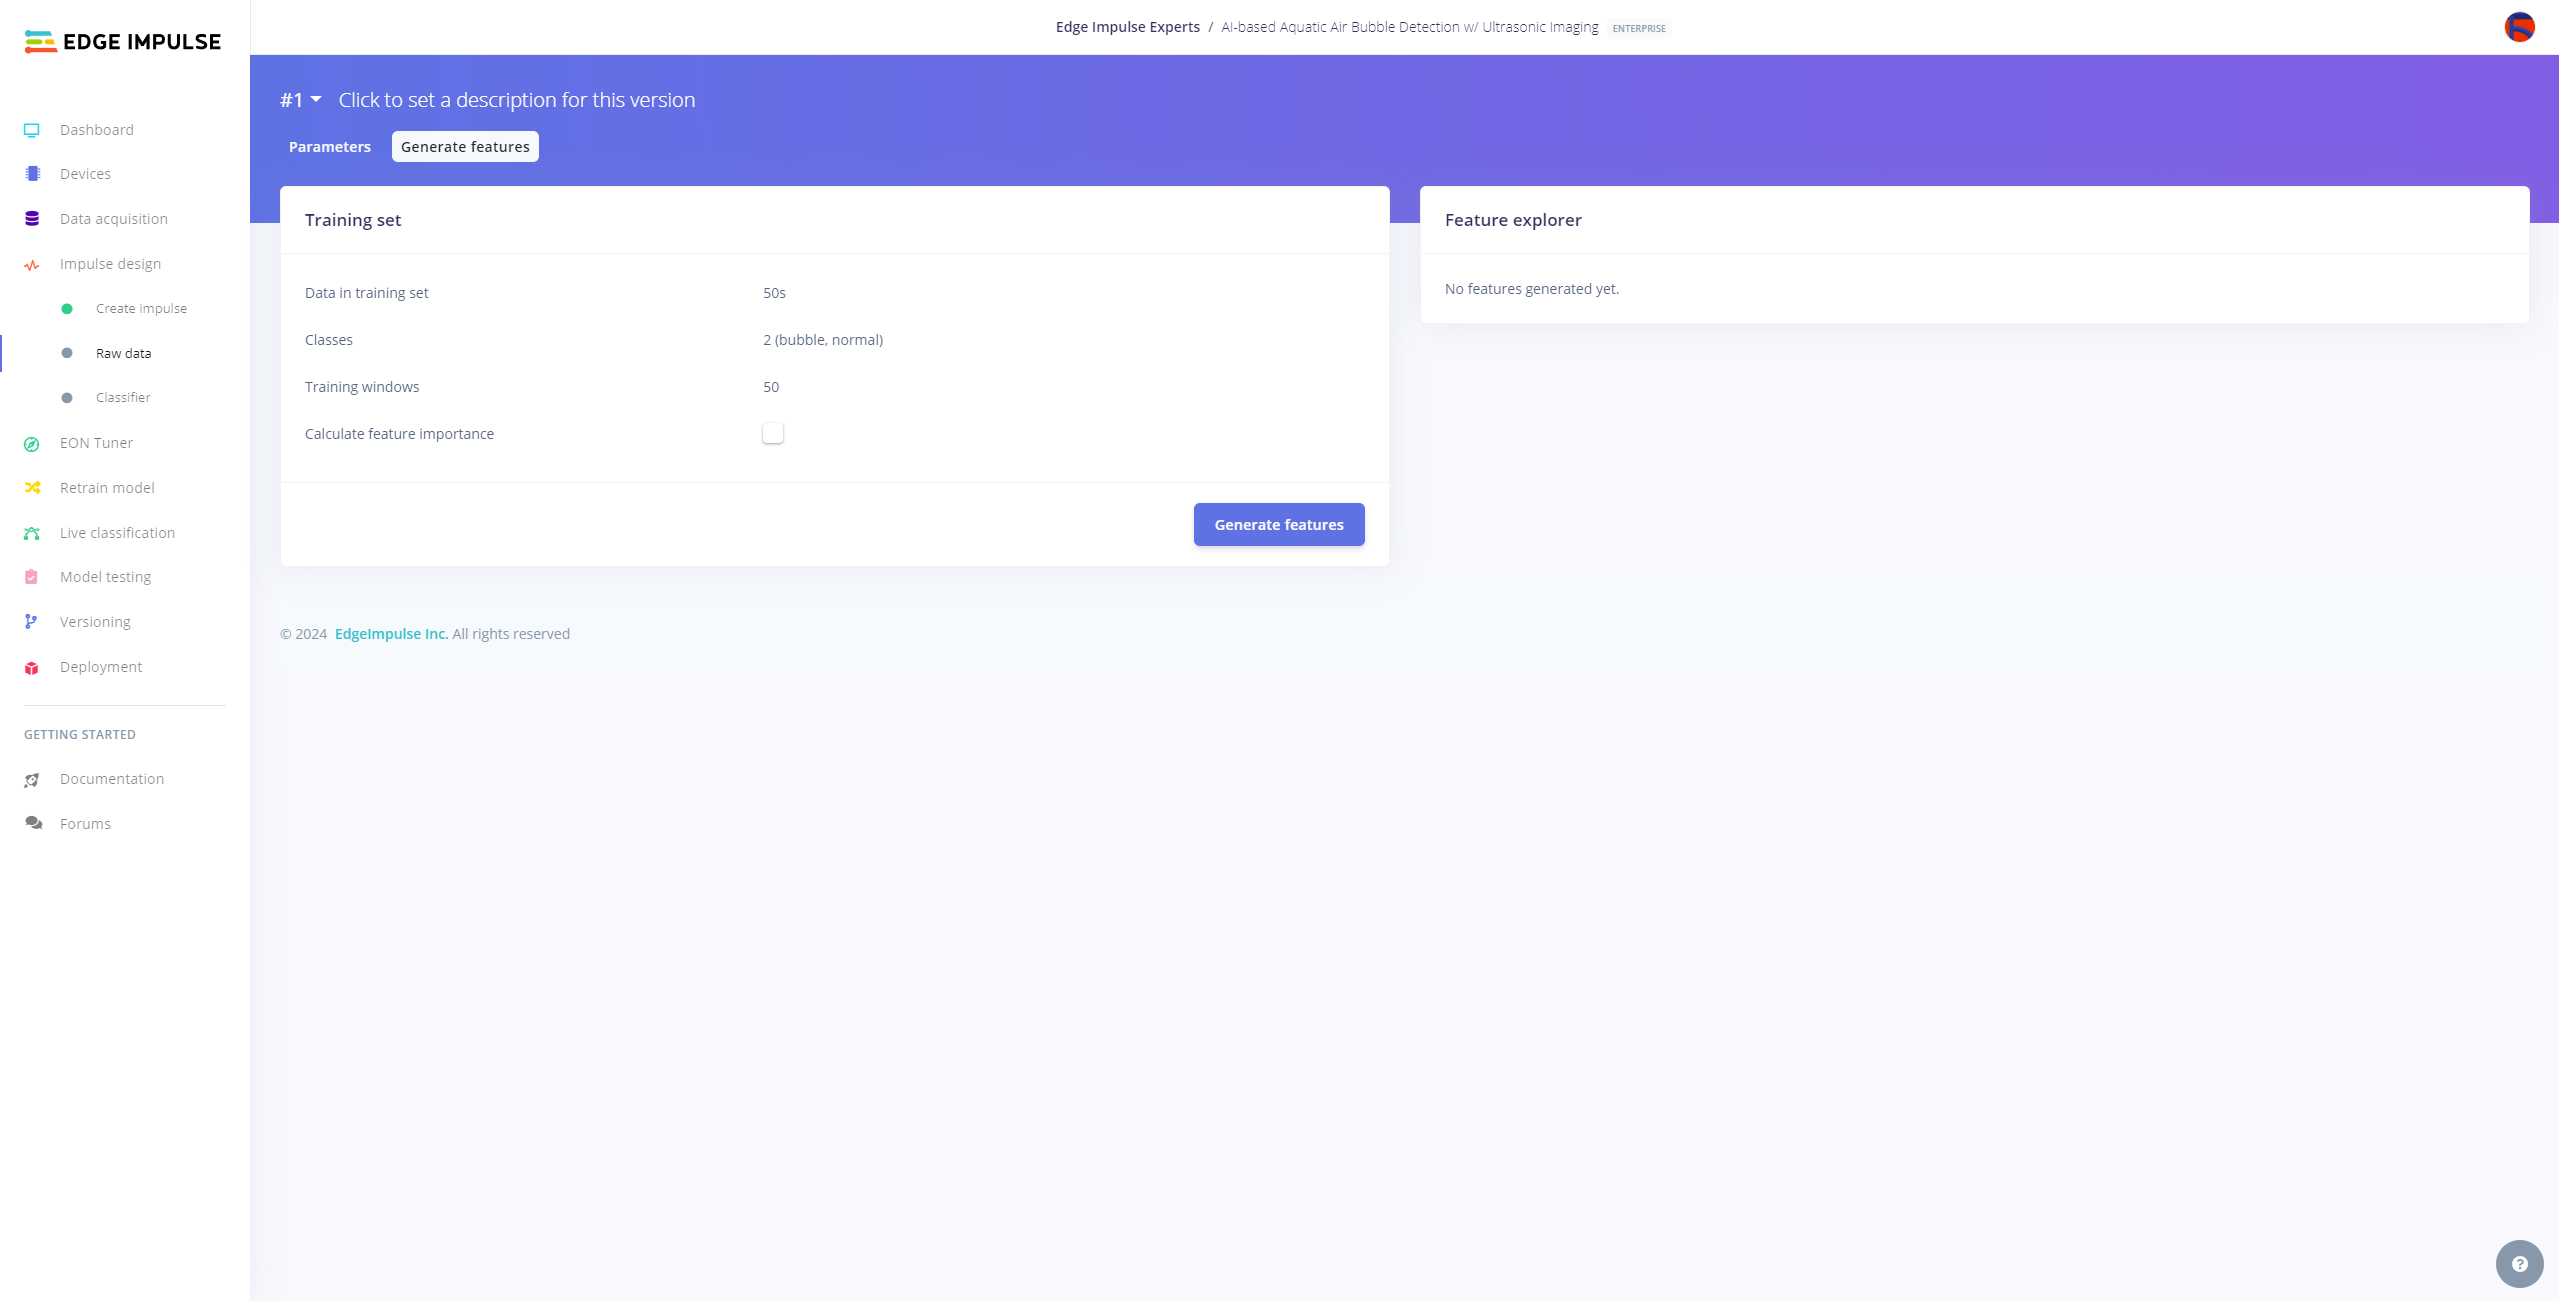 EDGE IMPULSE
Edge Impulse Experts / AI-based Aquatic Air Bubble Detection w/ Ultrasonic Imaging ENTERPRISE
Dashboard
Devices
Data acquisition
Impulse design
Create impulse
Raw data
Classifier
EON Tuner
Retrain model
Live classification
Model testing
Versioning
Deployment
GETTING STARTED
Documentation
Forums
#1 Click to set a description for this version
Parameters Generate features
Training set
Data in training set 50s
Classes 2 (bubble, normal)
Training windows 50
Calculate feature importance
Generate features
Feature explorer
No features generated yet.
© 2024 EdgeImpulse Inc. All rights reserved
?